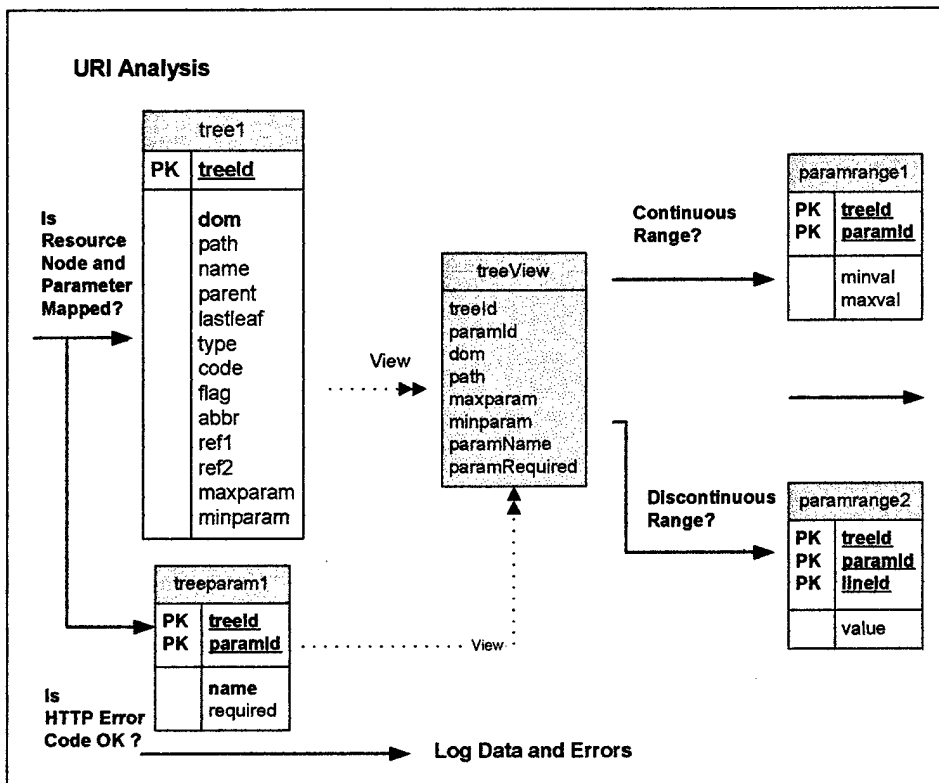 URI Analysis
tree1
PK treeId
dom
path
name
parent
lastleaf
type
code
flag
abbr
ref1
ref2
maxparam
minparam
Is
Resource
Node and
Parameter
Mapped?
View
treeView
treeId
paramId
dom
path
maxparam
minparam
paramName
paramRequired
Continuous
Range?
paramrange1
PK treeId
PK paramId
minval
maxval
Discontinuous
Range?
paramrange2
PK treeId
PK paramId
PK lineId
value
treeparam1
PK treeId
PK paramId
name
required
View
Is
HTTP Error
Code OK ?
Log Data and Errors